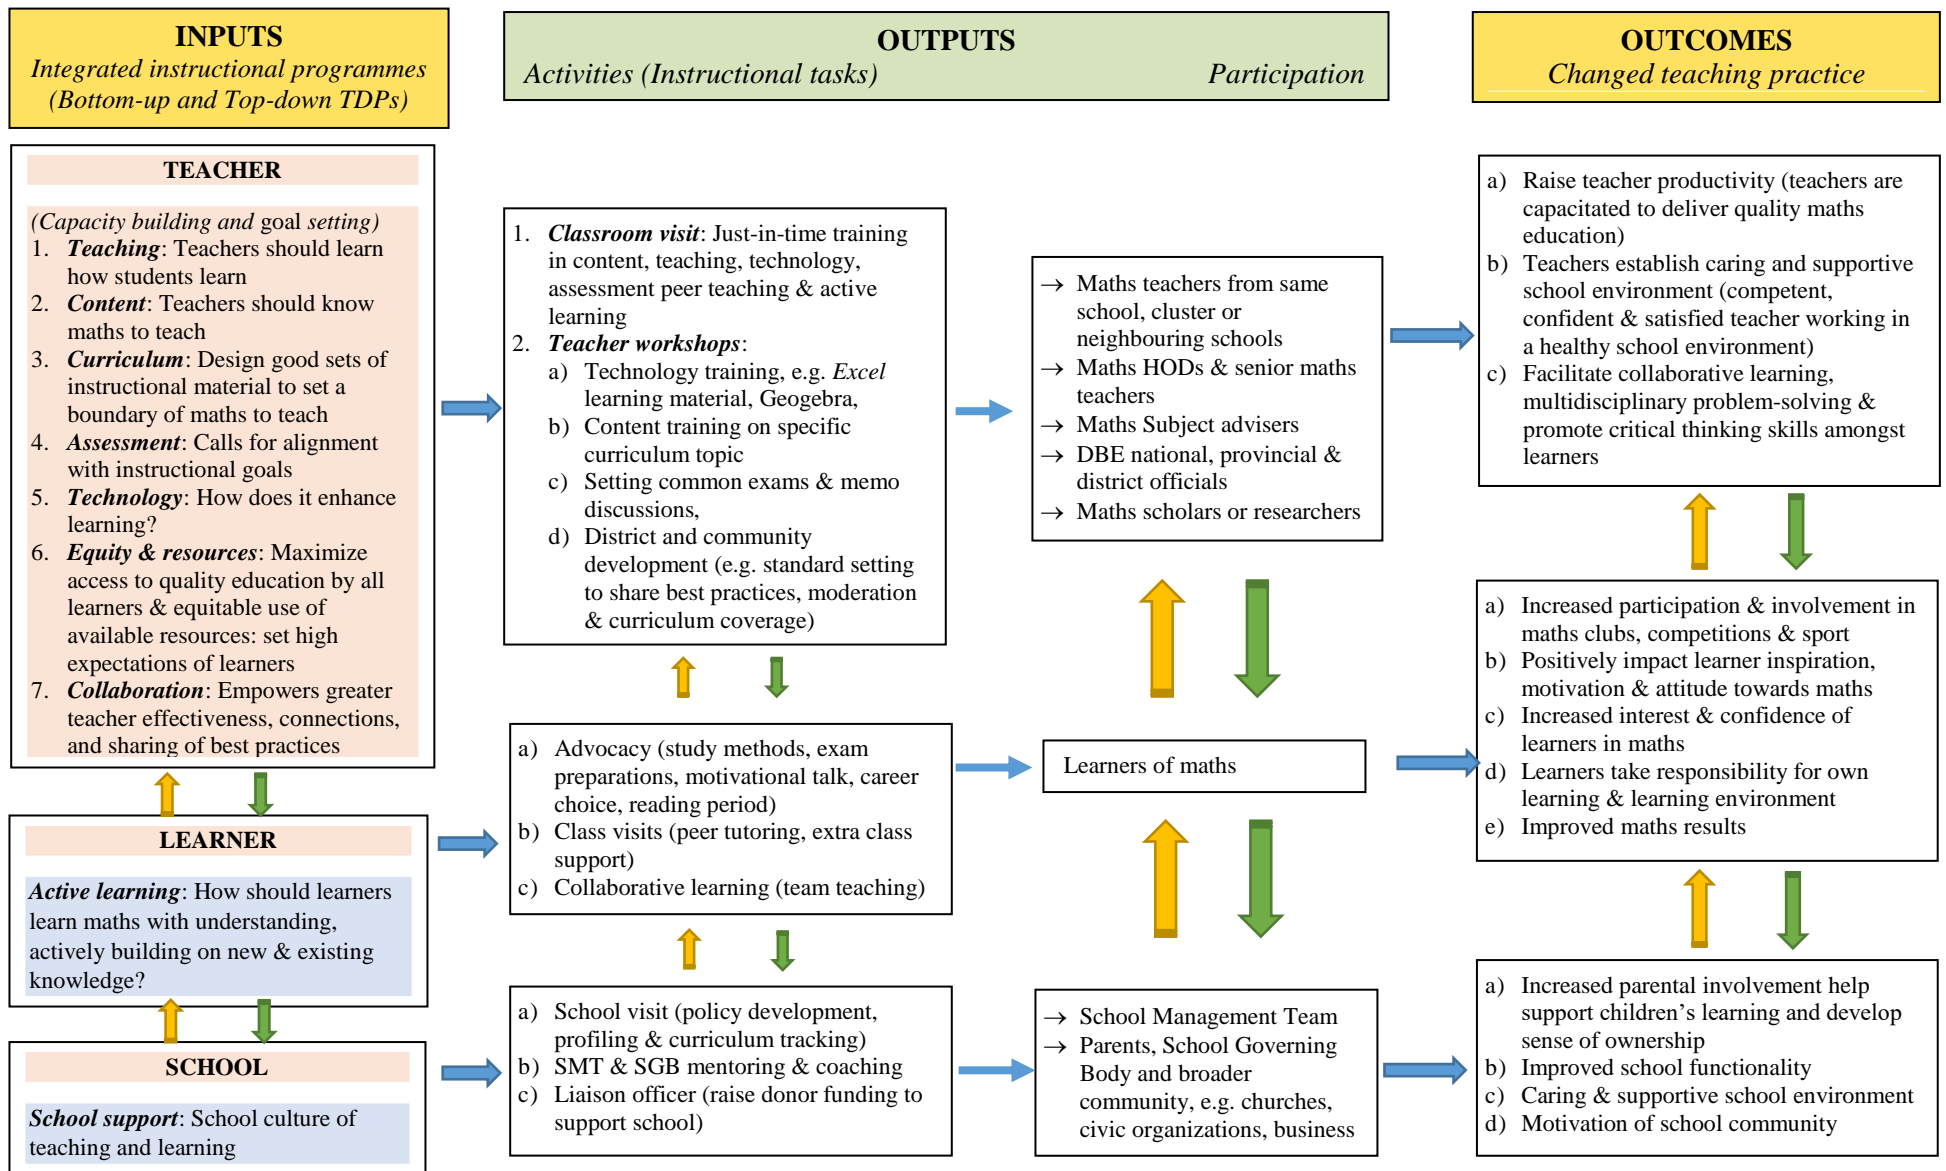 INPUTS
Integrated instructional programmes
(Bottom-up and Top-down TDPs)
OUTPUTS
Activities (Instructional tasks) Participation
OUTCOMES
Changed teaching practice
TEACHER
(Capacity building and goal setting)
1. Teaching: Teachers should learn
how students learn
2. Content: Teachers should know
maths to teach
3. Curriculum: Design good sets of
instructional material to set a
boundary of maths to teach
4. Assessment: Calls for alignment
with instructional goals
5. Technology: How does it enhance
learning?
6. Equity & resources: Maximize
access to quality education by all
learners & equitable use of
available resources: set high
expectations of learners
7. Collaboration: Empowers greater
teacher effectiveness, connections,
and sharing of best practices
1. Classroom visit: Just-in-time training
in content, teaching, technology,
assessment peer teaching & active
learning
2. Teacher workshops:
a) Technology training, e.g. Excel
learning material, Geogebra,
b) Content training on specific
curriculum topic
c) Setting common exams & memo
discussions,
d) District and community
development (e.g. standard setting
to share best practices, moderation
& curriculum coverage)
→ Maths teachers from same
school, cluster or
neighbouring schools
→ Maths HODs & senior maths
teachers
→ Maths Subject advisers
→ DBE national, provincial &
district officials
→ Maths scholars or researchers
a) Raise teacher productivity (teachers are
capacitated to deliver quality maths
education)
b) Teachers establish caring and supportive
school environment (competent,
confident & satisfied teacher working in
a healthy school environment)
c) Facilitate collaborative learning,
multidisciplinary problem-solving &
promote critical thinking skills amongst
learners
LEARNER
Active learning: How should learners
learn maths with understanding,
actively building on new & existing
knowledge?
a) Advocacy (study methods, exam
preparations, motivational talk, career
choice, reading period)
b) Class visits (peer tutoring, extra class
support)
c) Collaborative learning (team teaching)
Learners of maths
a) Increased participation & involvement in
maths clubs, competitions & sport
b) Positively impact learner inspiration,
motivation & attitude towards maths
c) Increased interest & confidence of
learners in maths
d) Learners take responsibility for own
learning & learning environment
e) Improved maths results
SCHOOL
School support: School culture of
teaching and learning
a) School visit (policy development,
profiling & curriculum tracking)
b) SMT & SGB mentoring & coaching
c) Liaison officer (raise donor funding to
support school)
→ School Management Team
→ Parents, School Governing
Body and broader
community, e.g. churches,
civic organizations, business
a) Increased parental involvement help
support children’s learning and develop
sense of ownership
b) Improved school functionality
c) Caring & supportive school environment
d) Motivation of school community